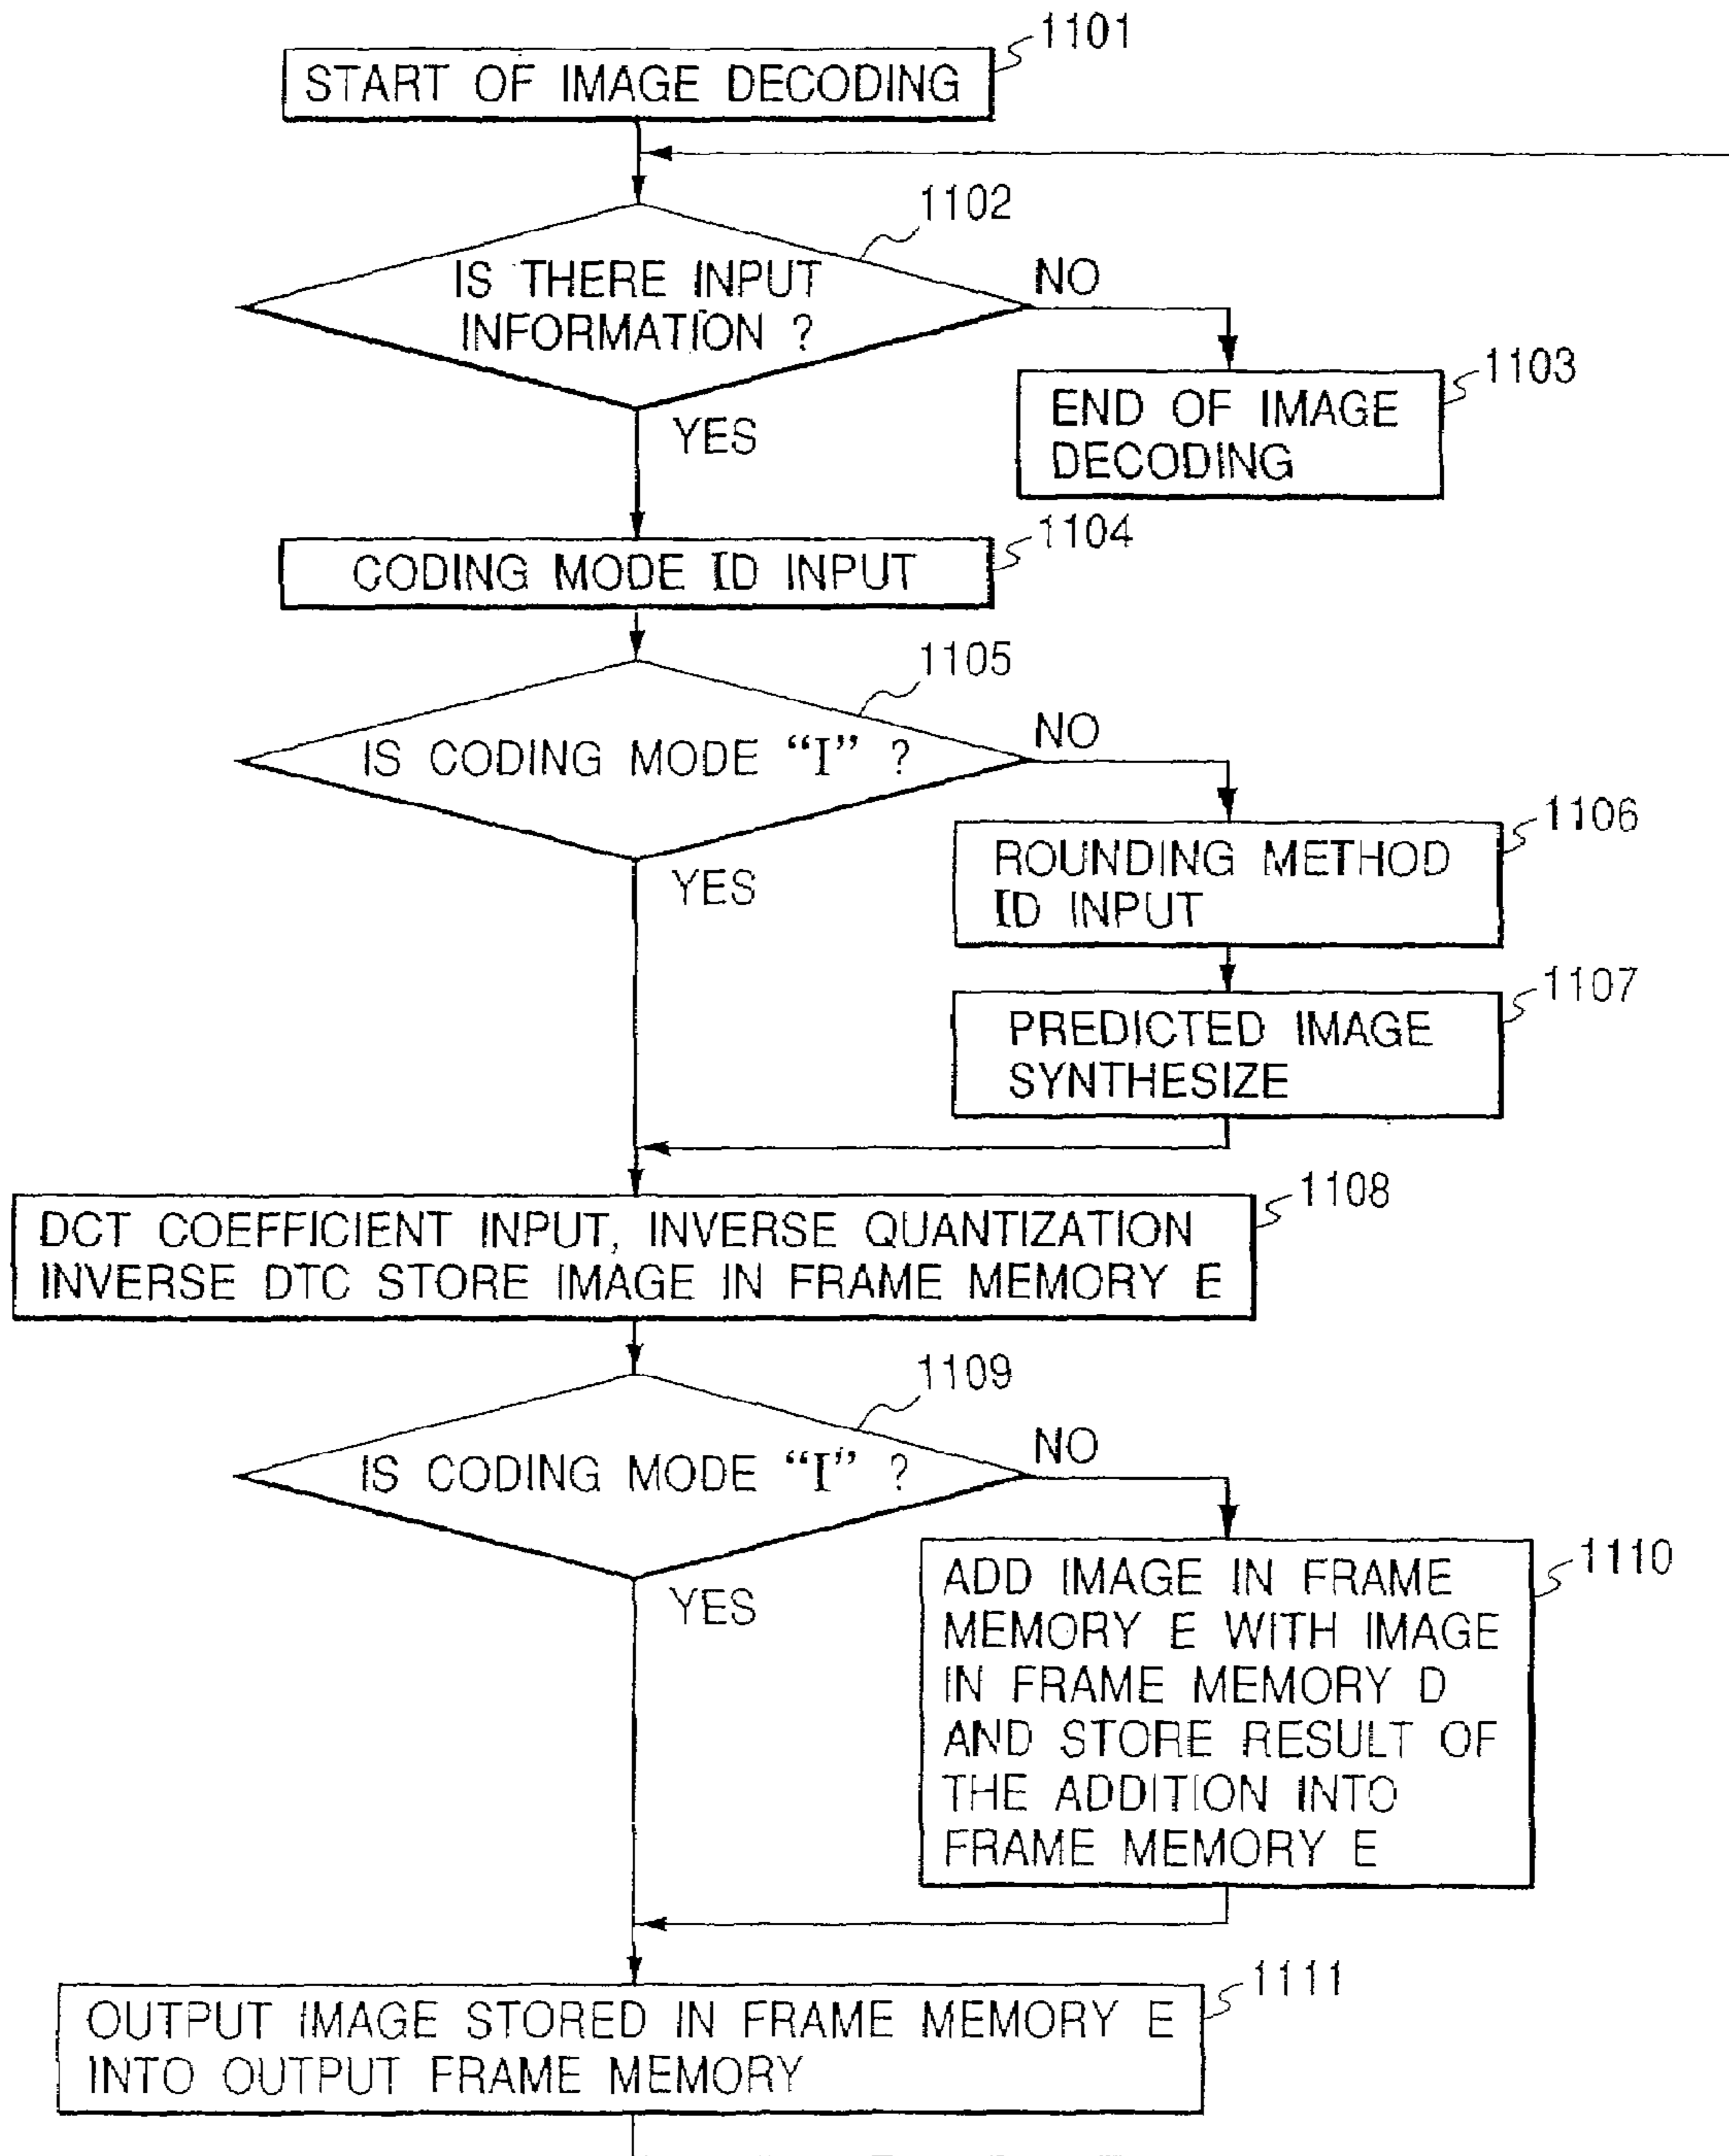 1101
START OF IMAGE DECODING
1102
IS THERE INPUT
INFORMATION ?
NO
YES
1103
END OF IMAGE
DECODING
1104
CODING MODE ID INPUT
1105
IS CODING MODE “I” ?
NO
YES
1106
ROUNDING METHOD
ID INPUT
1107
PREDICTED IMAGE
SYNTHESIZE
1108
DCT COEFFICIENT INPUT, INVERSE QUANTIZATION
INVERSE DTC STORE IMAGE IN FRAME MEMORY E
1109
IS CODING MODE “I” ?
NO
YES
1110
ADD IMAGE IN FRAME
MEMORY E WITH IMAGE
IN FRAME MEMORY D
AND STORE RESULT OF
THE ADDITION INTO
FRAME MEMORY E
1111
OUTPUT IMAGE STORED IN FRAME MEMORY E
INTO OUTPUT FRAME MEMORY